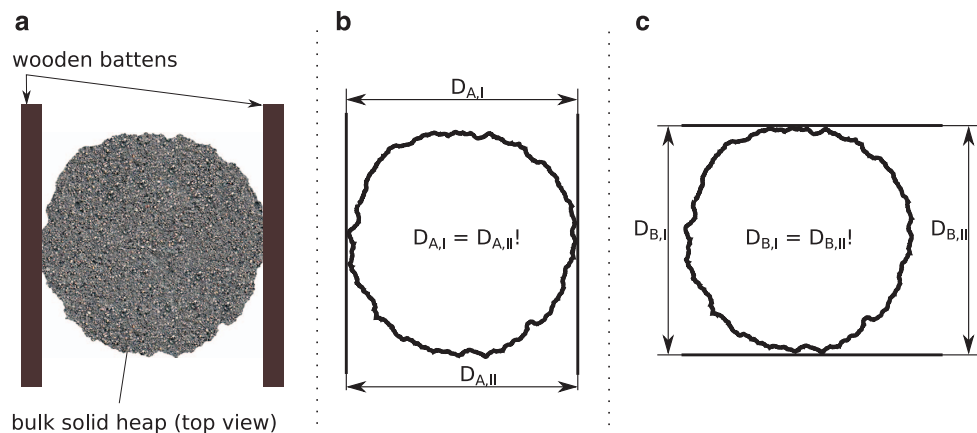 a
wooden battens
bulk solid heap (top view)
b
D_A,I
D_A,I = D_A,II!
D_A,II
c
D_B,I
D_B,I = D_B,II!
D_B,II